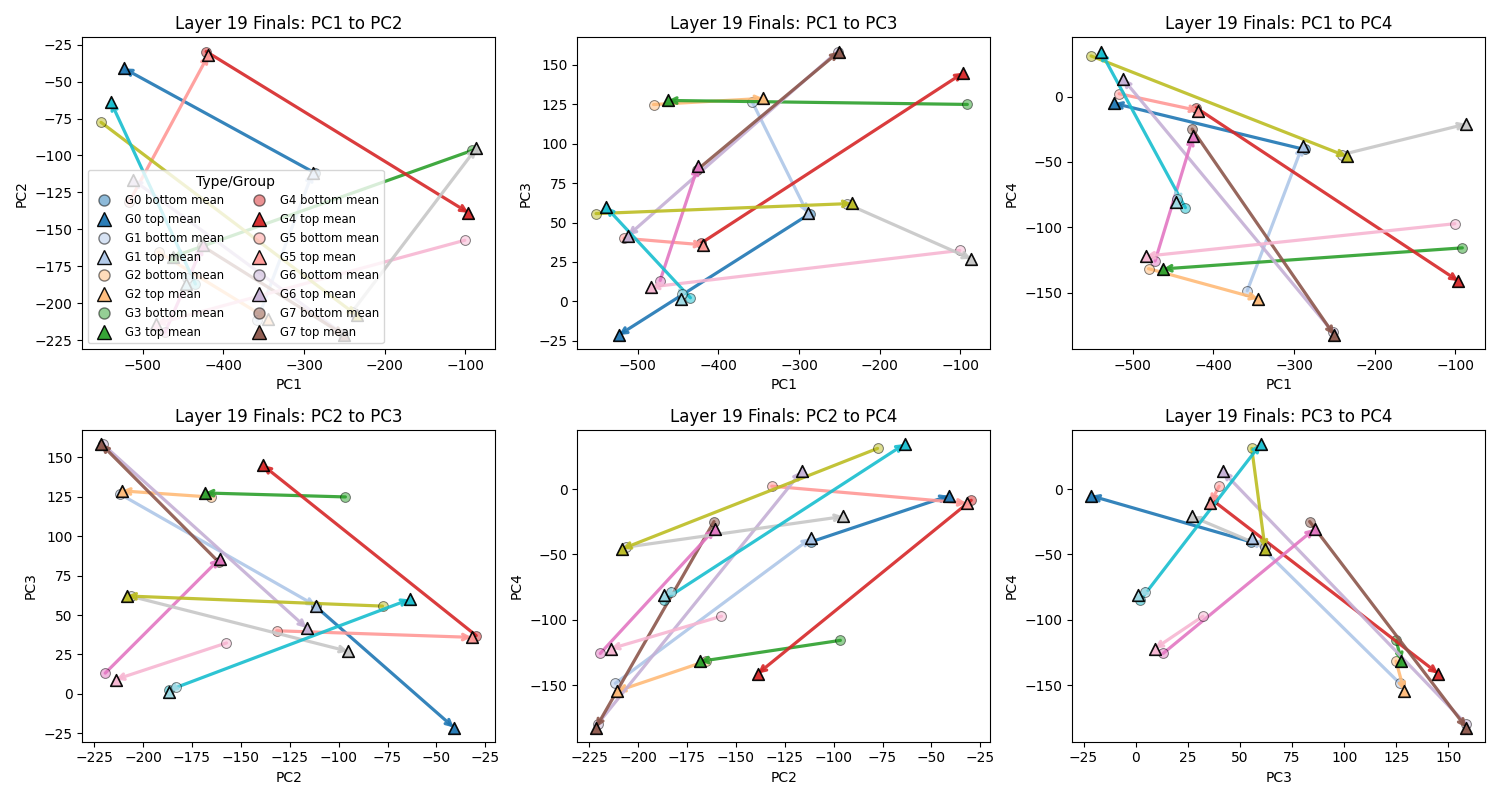 Layer 19 Finals: PC1 to PC2
PC2
−25
−50
−75
−100
−125
−150
−175
−200
−225
−500
−400
−300
−200
−100
PC1
Type/Group
G0 bottom mean
G0 top mean
G1 bottom mean
G1 top mean
G2 bottom mean
G2 top mean
G3 bottom mean
G3 top mean
G4 bottom mean
G4 top mean
G5 bottom mean
G5 top mean
G6 bottom mean
G6 top mean
G7 bottom mean
G7 top mean
Layer 19 Finals: PC1 to PC3
PC3
150
125
100
75
50
25
0
−25
−500
−400
−300
−200
−100
PC1
Layer 19 Finals: PC1 to PC4
PC4
0
−50
−100
−150
−500
−400
−300
−200
−100
PC1
Layer 19 Finals: PC2 to PC3
PC3
150
125
100
75
50
25
0
−25
−225
−200
−175
−150
−125
−100
−75
−50
−25
PC2
Layer 19 Finals: PC2 to PC4
PC4
0
−50
−100
−150
−225
−200
−175
−150
−125
−100
−75
−50
−25
PC2
Layer 19 Finals: PC3 to PC4
PC4
0
−50
−100
−150
−25
0
25
50
75
100
125
150
PC3